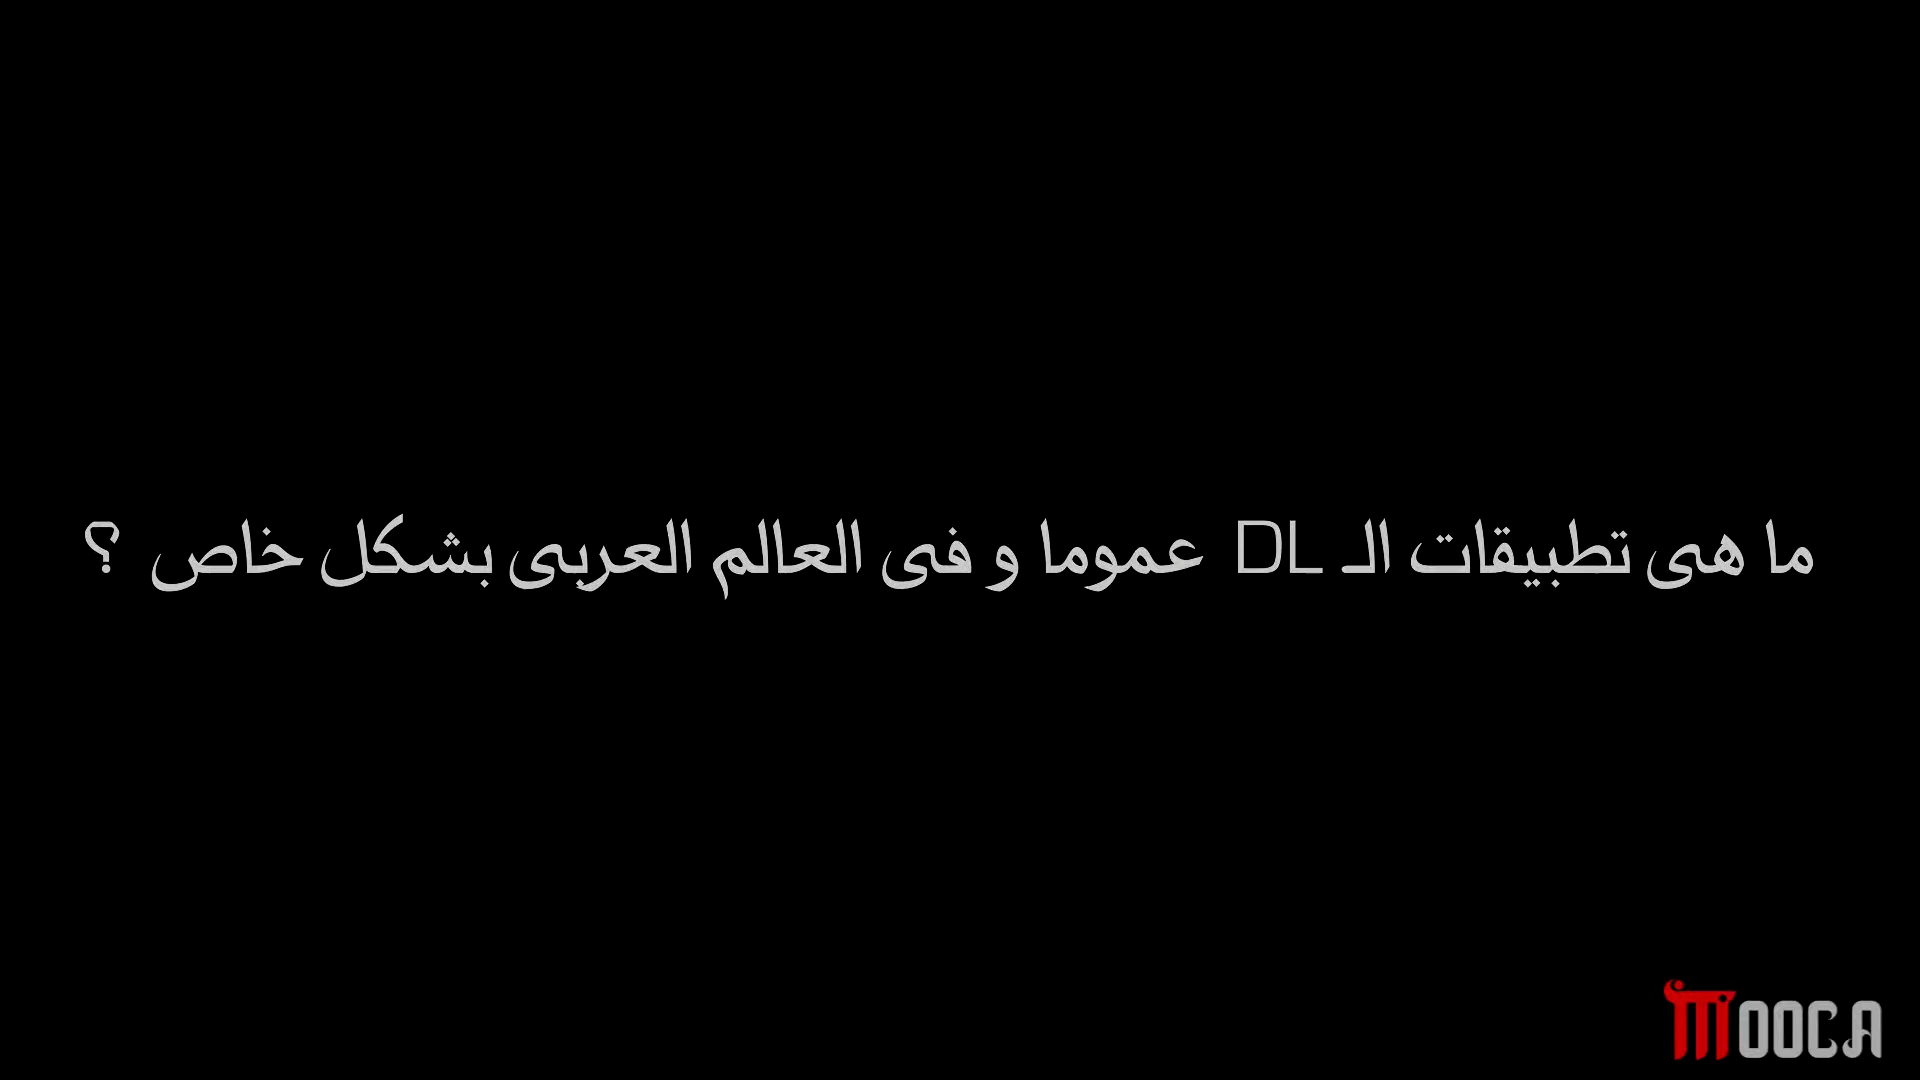 ما هى تطبيقات الـ DL عموما و فى العالم العربى بشكل خاص ؟
MOOCA